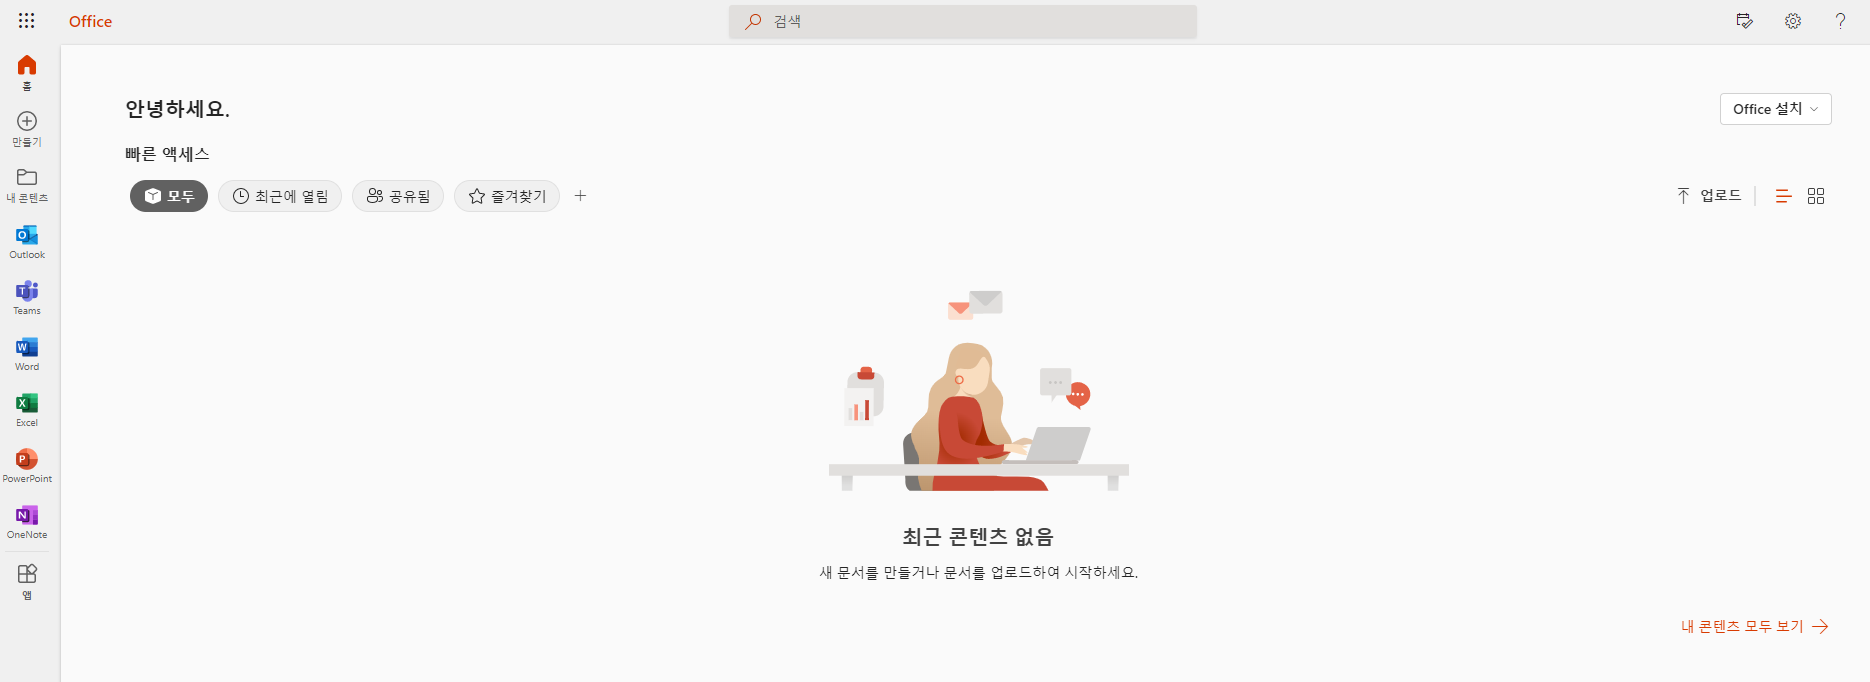 Office
검색
홈
만들기
내 콘텐츠
Outlook
Teams
Word
Excel
PowerPoint
OneNote
앱
안녕하세요.
Office 설치
빠른 액세스
모두
최근에 열림
공유됨
즐겨찾기
업로드
최근 콘텐츠 없음
새 문서를 만들거나 문서를 업로드하여 시작하세요.
내 콘텐츠 모두 보기